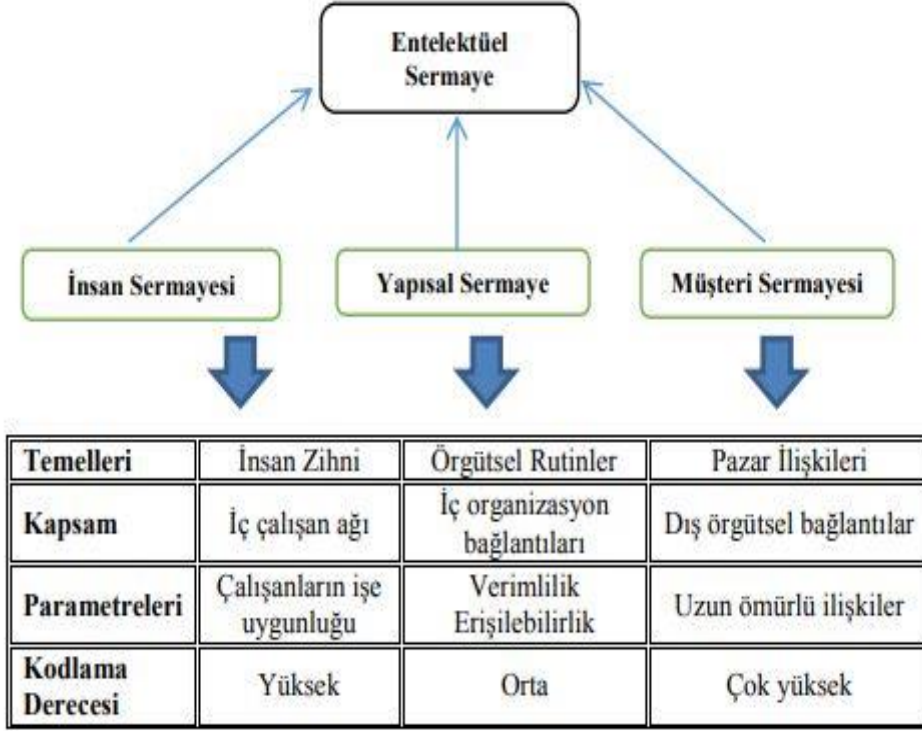 Entelektüel
Sermaye
İnsan Sermayesi
Yapısal Sermaye
Müşteri Sermayesi
Temelleri
İnsan Zihni
Örgütsel Rutinler
Pazar İlişkileri
Kapsam
İç çalışan ağı
İç organizasyon
bağlantıları
Dış örgütsel bağlantılar
Parametreleri
Çalışanların işe
uygunluğu
Verimlilik
Erişilebilirlik
Uzun ömürlü ilişkiler
Kodlama
Derecesi
Yüksek
Orta
Çok yüksek